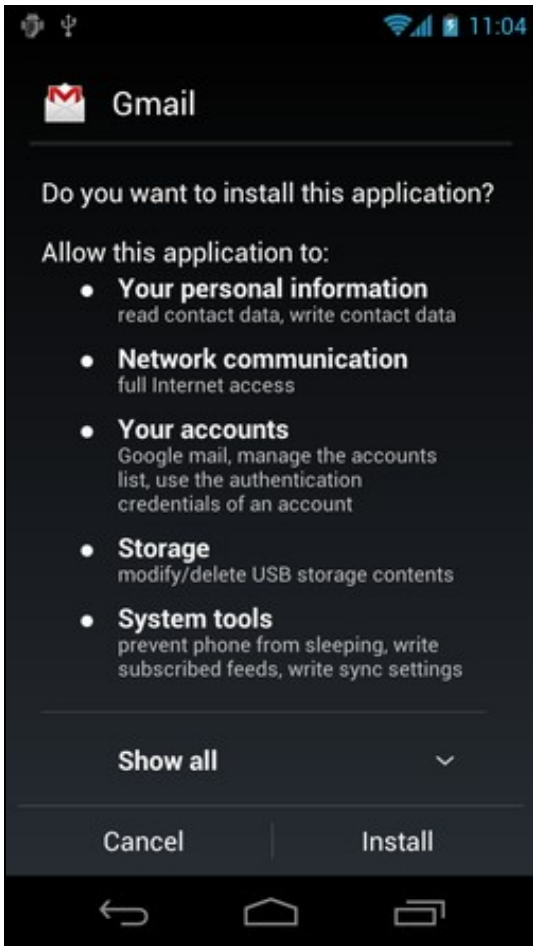 11:04
Gmail
Do you want to install this application?
Allow this application to:
Your personal information
read contact data, write contact data
Network communication
full Internet access
Your accounts
Google mail, manage the accounts
list, use the authentication
credentials of an account
Storage
modify/delete USB storage contents
System tools
prevent phone from sleeping, write
subscribed feeds, write sync settings
Show all
Cancel Install